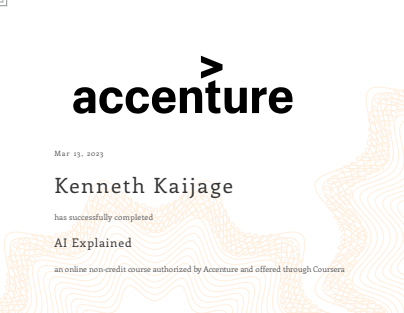 >
accenture
Mar 13, 2023
Kenneth Kaijage
has successfully completed
AI Explained
an online non-credit course authorized by Accenture and offered through Coursera